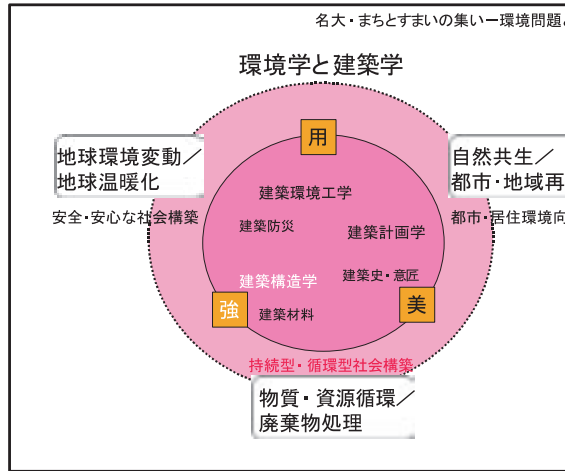 名大・まちとすまいの集いー環境問題
環境学と建築学
用
地球環境変動／
地球温暖化
自然共生／
都市・地域再
安全・安心な社会構築
都市・居住環境向
建築環境工学
建築防災
建築計画学
建築構造学
建築史・意匠
強
建築材料
美
持続型・循環型社会構築
物質・資源循環／
廃棄物処理